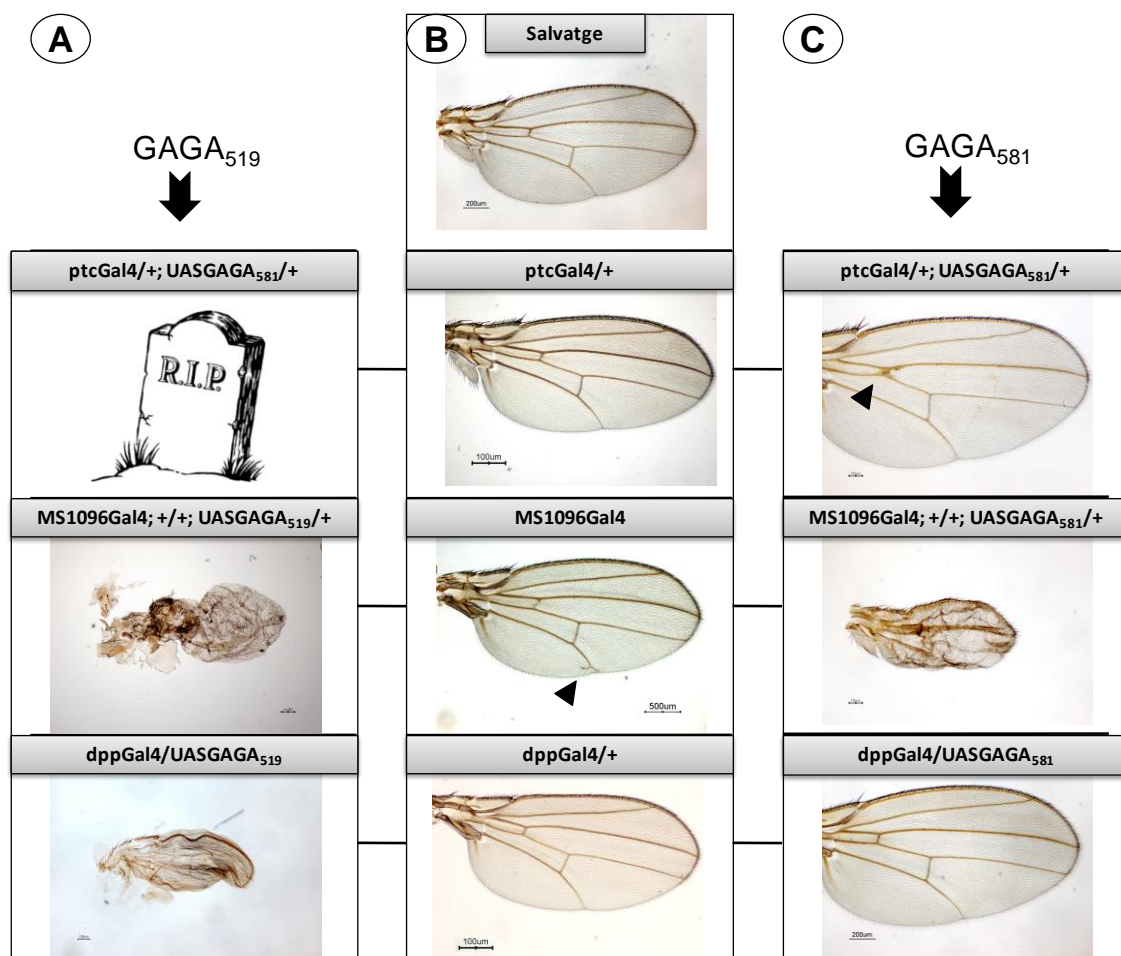 A
B
C
Salvatge
GAGA519
GAGA581
200um
ptcGal4/+; UASGAGA581/+
ptcGal4/+
ptcGal4/+; UASGAGA581/+
R.I.P.
100um
MS1096Gal4; +/+; UASGAGA519/+
MS1096Gal4
MS1096Gal4; +/+; UASGAGA581/+
500um
dppGal4/UASGAGA519
dppGal4/+
dppGal4/UASGAGA581
100um
200um